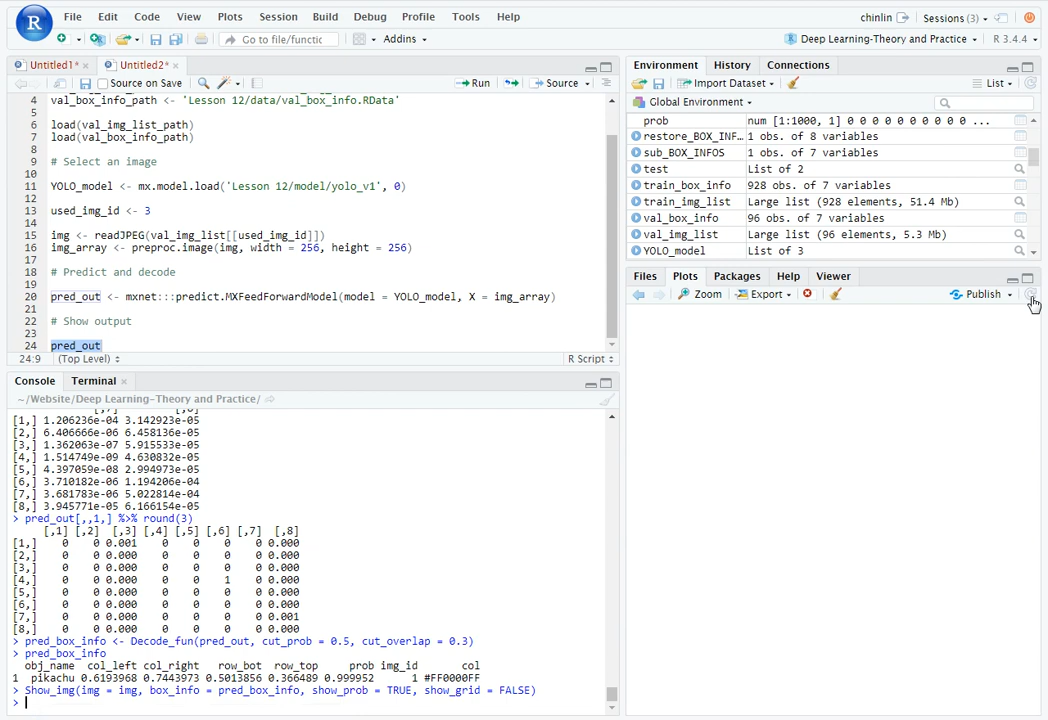 File Edit Code View Plots Session Build Debug Profile Tools Help chinlin Sessions (3)
Go to file/functic Addins Deep Learning-Theory and Practice R 3.4.4
Untitled1* × Untitled2* ×
Source on Save Run Source
4 val_box_info_path <- 'Lesson 12/data/val_box_info.RData'
5
6 load(val_img_list_path)
7 load(val_box_info_path)
8
9 # Select an image
10
11 YOLO_model <- mx.model.load('Lesson 12/model/yolo_v1', 0)
12
13 used_img_id <- 3
14
15 img <- readJPEG(val_img_list[[used_img_id]])
16 img_array <- preproc.image(img, width = 256, height = 256)
17
18 # Predict and decode
19
20 pred_out <- mxnet:::predict.MXFeedForwardModel(model = YOLO_model, X = img_array)
21
22 # Show output
23
24 pred_out
24:9 (Top Level) R Script
Console Terminal ×
~/Website/Deep Learning-Theory and Practice/
[,7] [,8]
[1,] 1.206236e-04 3.142923e-05
[2,] 6.406666e-06 6.458136e-05
[3,] 1.362063e-07 5.915533e-05
[4,] 1.514749e-09 4.630832e-05
[5,] 4.397059e-08 2.994973e-05
[6,] 3.710182e-06 1.194206e-04
[7,] 3.681783e-06 5.022814e-04
[8,] 3.945771e-05 6.166154e-05
> pred_out[,,1,] %>% round(3)
[,1] [,2] [,3] [,4] [,5] [,6] [,7] [,8]
[1,] 0 0 0.001 0 0 0 0 0.000
[2,] 0 0 0.000 0 0 0 0 0.000
[3,] 0 0 0.000 0 0 0 0 0.000
[4,] 0 0 0.000 0 0 1 0 0.000
[5,] 0 0 0.000 0 0 0 0 0.000
[6,] 0 0 0.000 0 0 0 0 0.000
[7,] 0 0 0.000 0 0 0 0 0.001
[8,] 0 0 0.000 0 0 0 0 0.000
> pred_box_info <- Decode_fun(pred_out, cut_prob = 0.5, cut_overlap = 0.3)
> pred_box_info
obj_name col_left col_right row_bot row_top prob img_id col
1 pikachu 0.6193968 0.7443973 0.5013856 0.366489 0.999952 1 #FF0000FF
> Show_img(img = img, box_info = pred_box_info, show_prob = TRUE, show_grid = FALSE)
>
Environment History Connections
Import Dataset List
Global Environment
prob num [1:1000, 1] 0 0 0 0 0 0 0 0 0 0 ...
restore_BOX_INF… 1 obs. of 8 variables
sub_BOX_INFOS 1 obs. of 7 variables
test List of 2
train_box_info 928 obs. of 7 variables
train_img_list Large list (928 elements, 51.4 Mb)
val_box_info 96 obs. of 7 variables
val_img_list Large list (96 elements, 5.3 Mb)
YOLO_model List of 3
Files Plots Packages Help Viewer
Zoom Export Publish